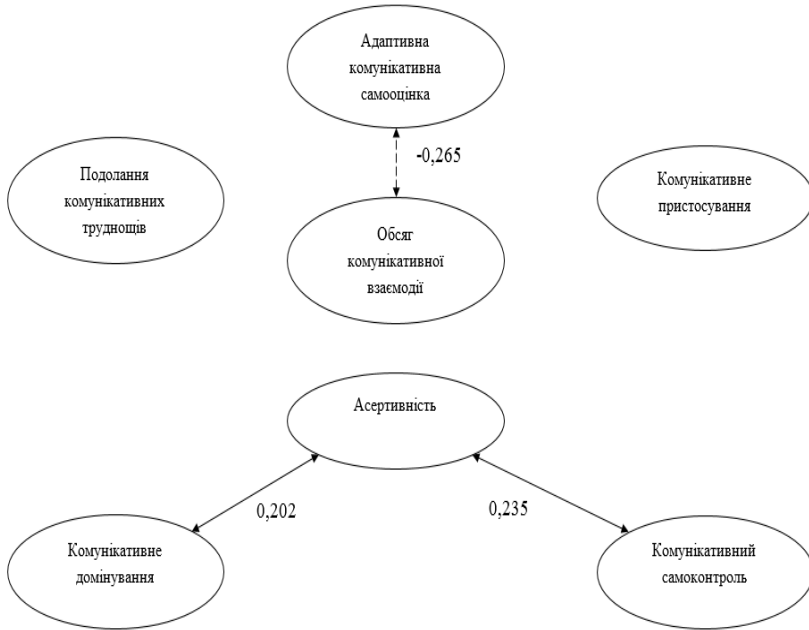 Адаптивна
комунікативна
самооцінка
-0,265
Подолання
комунікативних
труднощів
Комунікативне
пристосування
Обсяг
комунікативної
взаємодії
Асертивність
0,202
0,235
Комунікативне
домінування
Комунікативний
самоконтроль